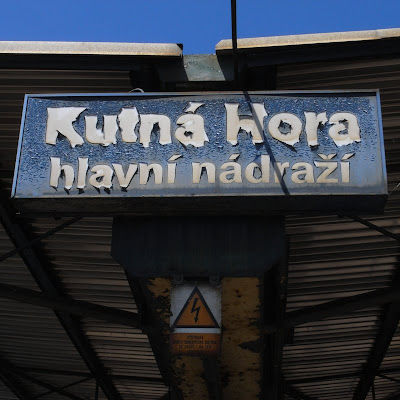 Kutná Hora
hlavní nádraží